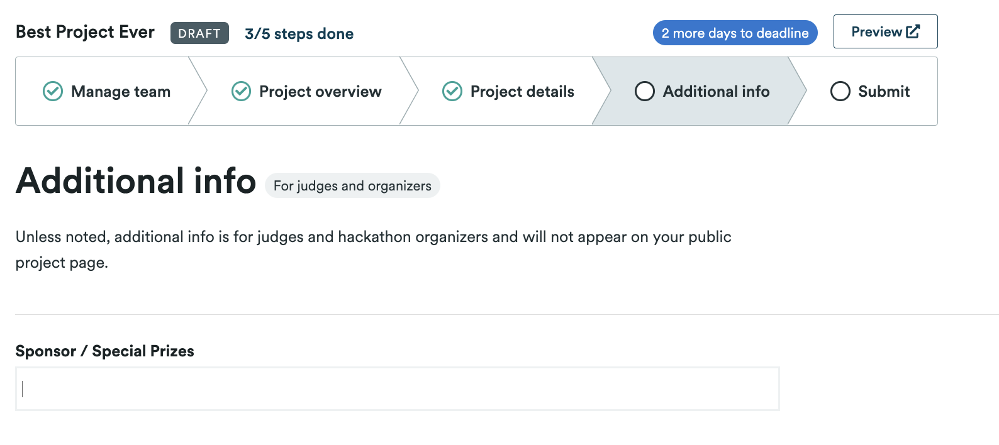 Best Project Ever DRAFT 3/5 steps done 2 more days to deadline Preview
Manage team Project overview Project details Additional info Submit
Additional info For judges and organizers
Unless noted, additional info is for judges and hackathon organizers and will not appear on your public
project page.
Sponsor / Special Prizes